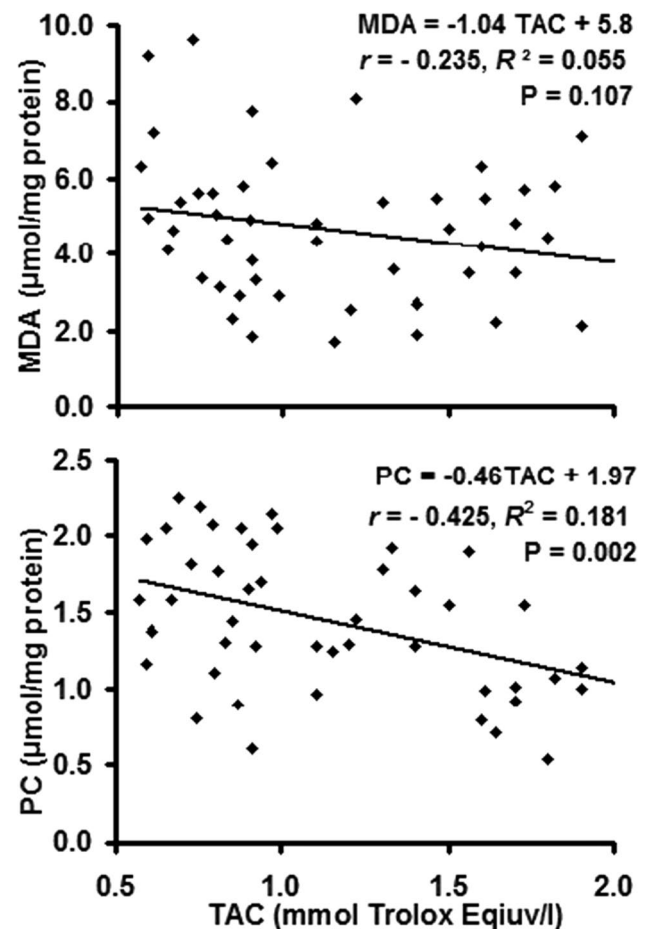 MDA = -1.04 TAC + 5.8
r = - 0.235, R² = 0.055
P = 0.107
10.0
8.0
6.0
4.0
2.0
0.0
MDA (µmol/mg protein)
PC = -0.46TAC + 1.97
r = - 0.425, R² = 0.181
P = 0.002
2.5
2.0
1.5
1.0
0.5
0.0
PC (µmol/mg protein)
0.5 1.0 1.5 2.0
TAC (mmol Trolox Eqiuv/l)